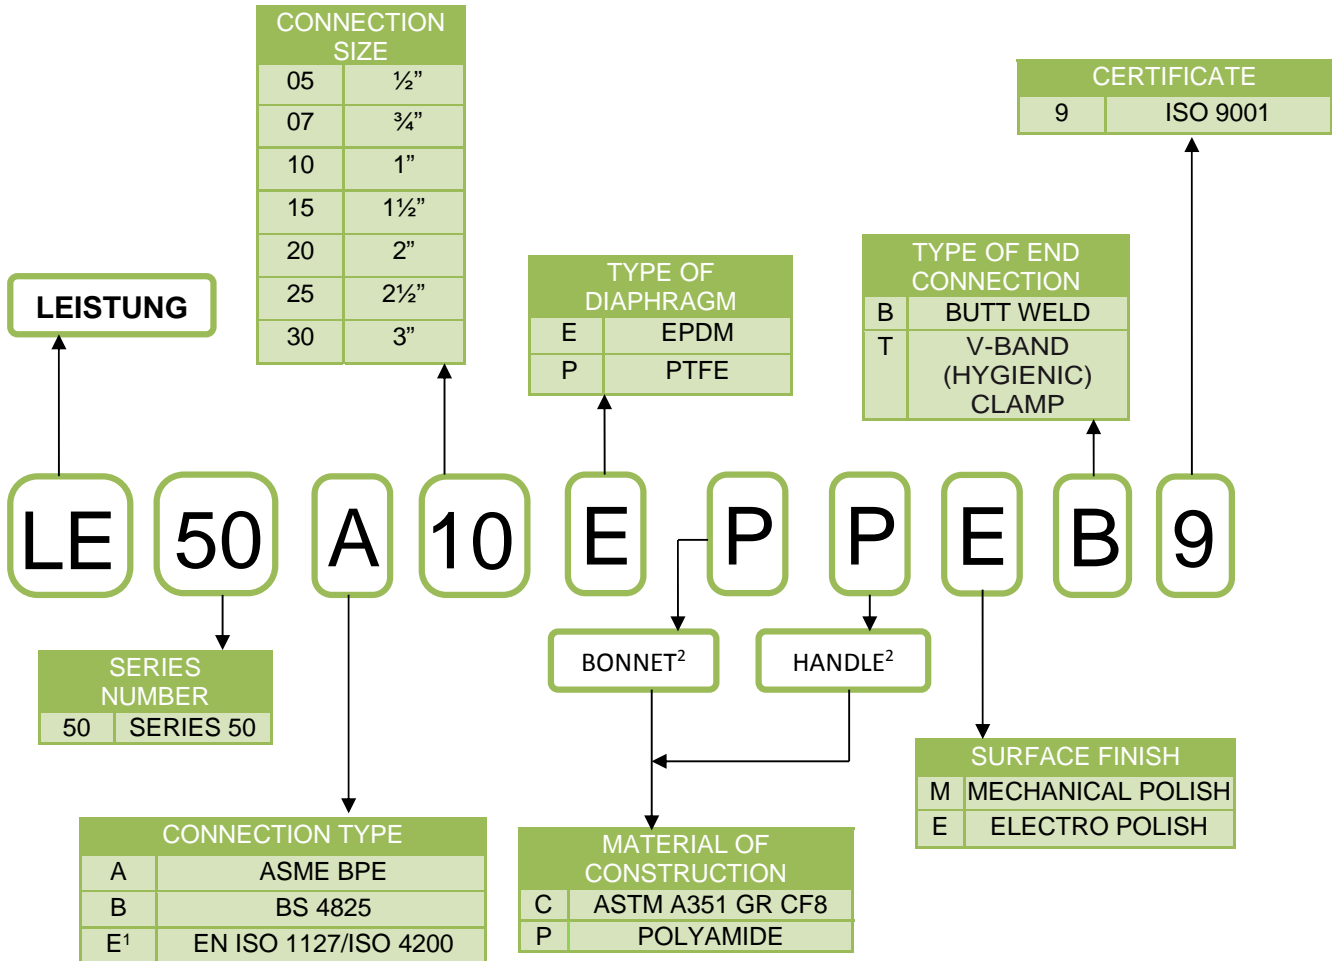 CONNECTION
SIZE
05 ½”
07 ¾”
10 1”
15 1½”
20 2”
25 2½”
30 3”
CERTIFICATE
9 ISO 9001
LEISTUNG
TYPE OF
DIAPHRAGM
E EPDM
P PTFE
TYPE OF END
CONNECTION
B BUTT WELD
T V-BAND
(HYGIENIC)
CLAMP
LE 50 A 10 E P P E B 9
BONNET²
HANDLE²
SERIES
NUMBER
50 SERIES 50
CONNECTION TYPE
A ASME BPE
B BS 4825
E¹ EN ISO 1127/ISO 4200
MATERIAL OF
CONSTRUCTION
C ASTM A351 GR CF8
P POLYAMIDE
SURFACE FINISH
M MECHANICAL POLISH
E ELECTRO POLISH